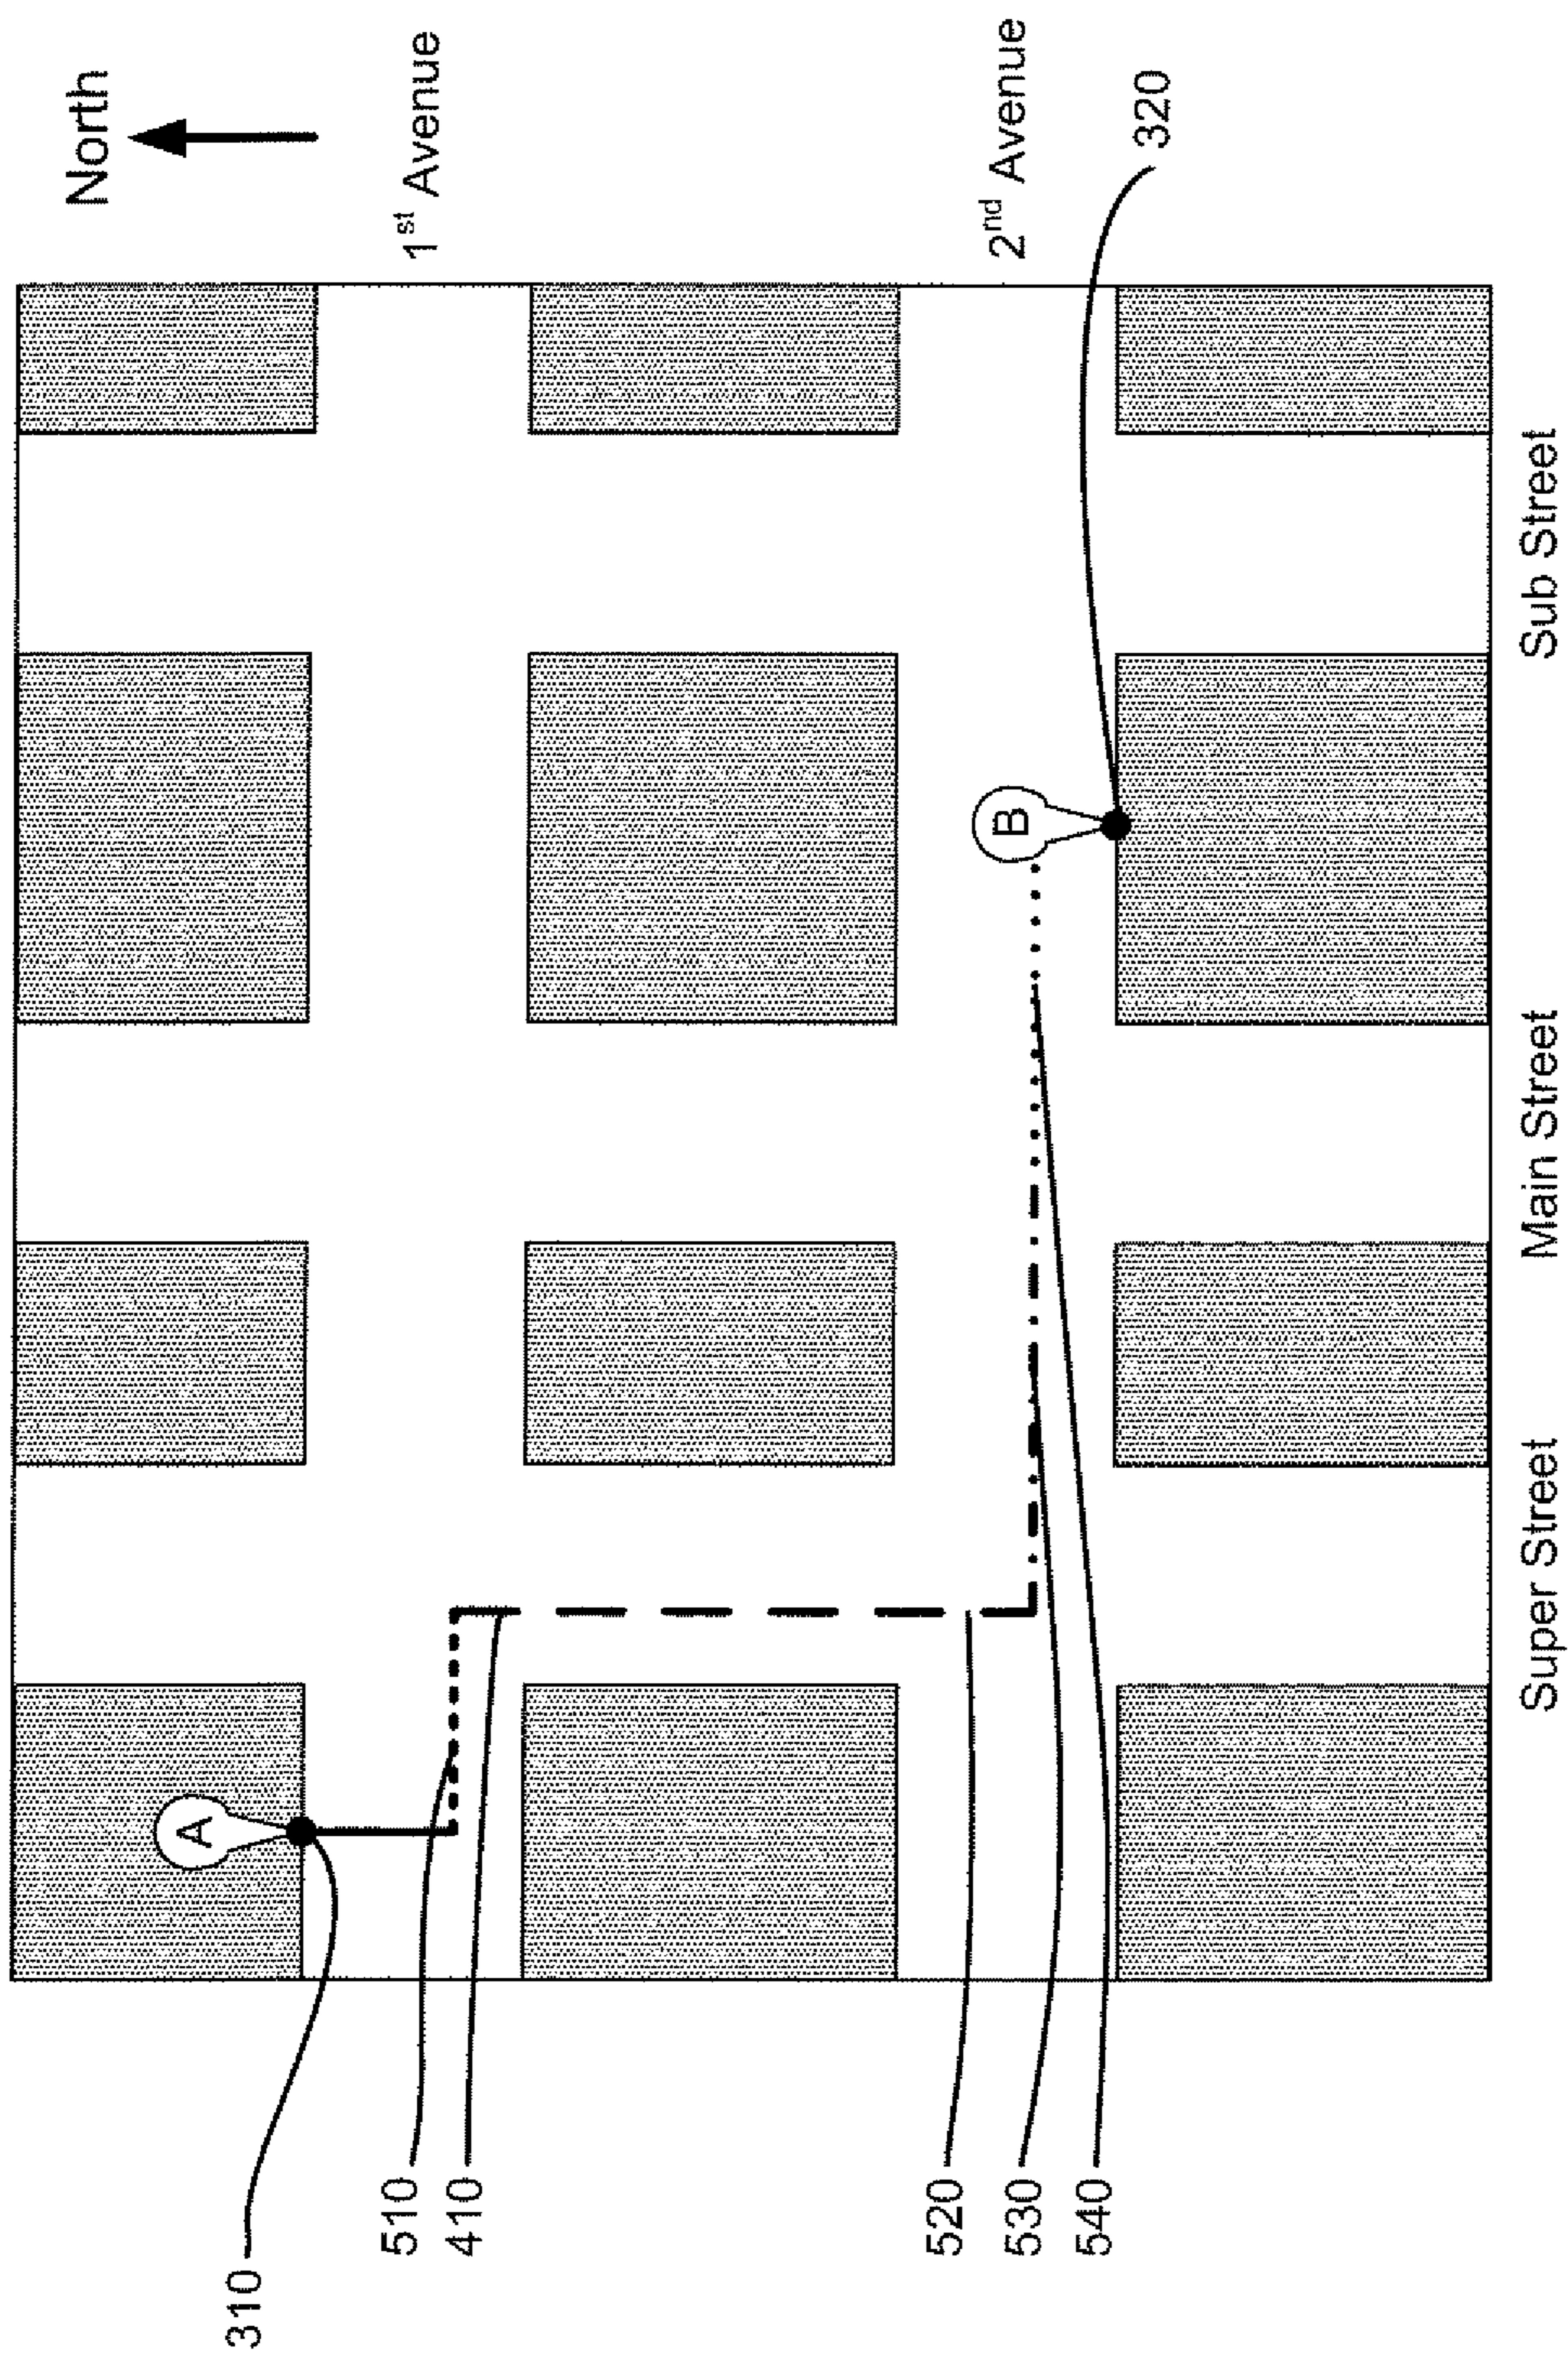 North
1st Avenue
2nd Avenue
320
Sub Street
Main Street
Super Street
A
B
310
510
410
520
530
540